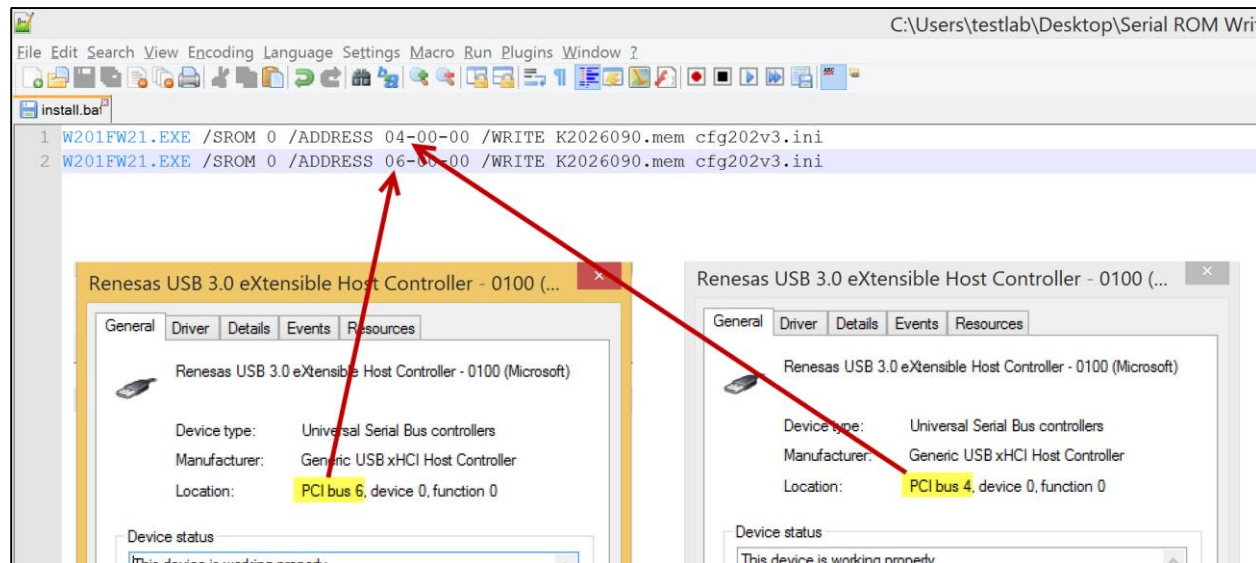 C:\Users\testlab\Desktop\Serial ROM Wri
File Edit Search View Encoding Language Settings Macro Run Plugins Window ?
install.bat
1 W201FW21.EXE /SROM 0 /ADDRESS 04-00-00 /WRITE K2026090.mem cfg202v3.ini
2 W201FW21.EXE /SROM 0 /ADDRESS 06-00-00 /WRITE K2026090.mem cfg202v3.ini
Renesas USB 3.0 eXtensible Host Controller - 0100 (...
General Driver Details Events Resources
Renesas USB 3.0 eXtensible Host Controller - 0100 (Microsoft)
Device type: Universal Serial Bus controllers
Manufacturer: Generic USB xHCI Host Controller
Location: PCI bus 6, device 0, function 0
Device status
This device is working properly.
Renesas USB 3.0 eXtensible Host Controller - 0100 (...
General Driver Details Events Resources
Renesas USB 3.0 eXtensible Host Controller - 0100 (Microsoft)
Device type: Universal Serial Bus controllers
Manufacturer: Generic USB xHCI Host Controller
Location: PCI bus 4, device 0, function 0
Device status
This device is working properly.